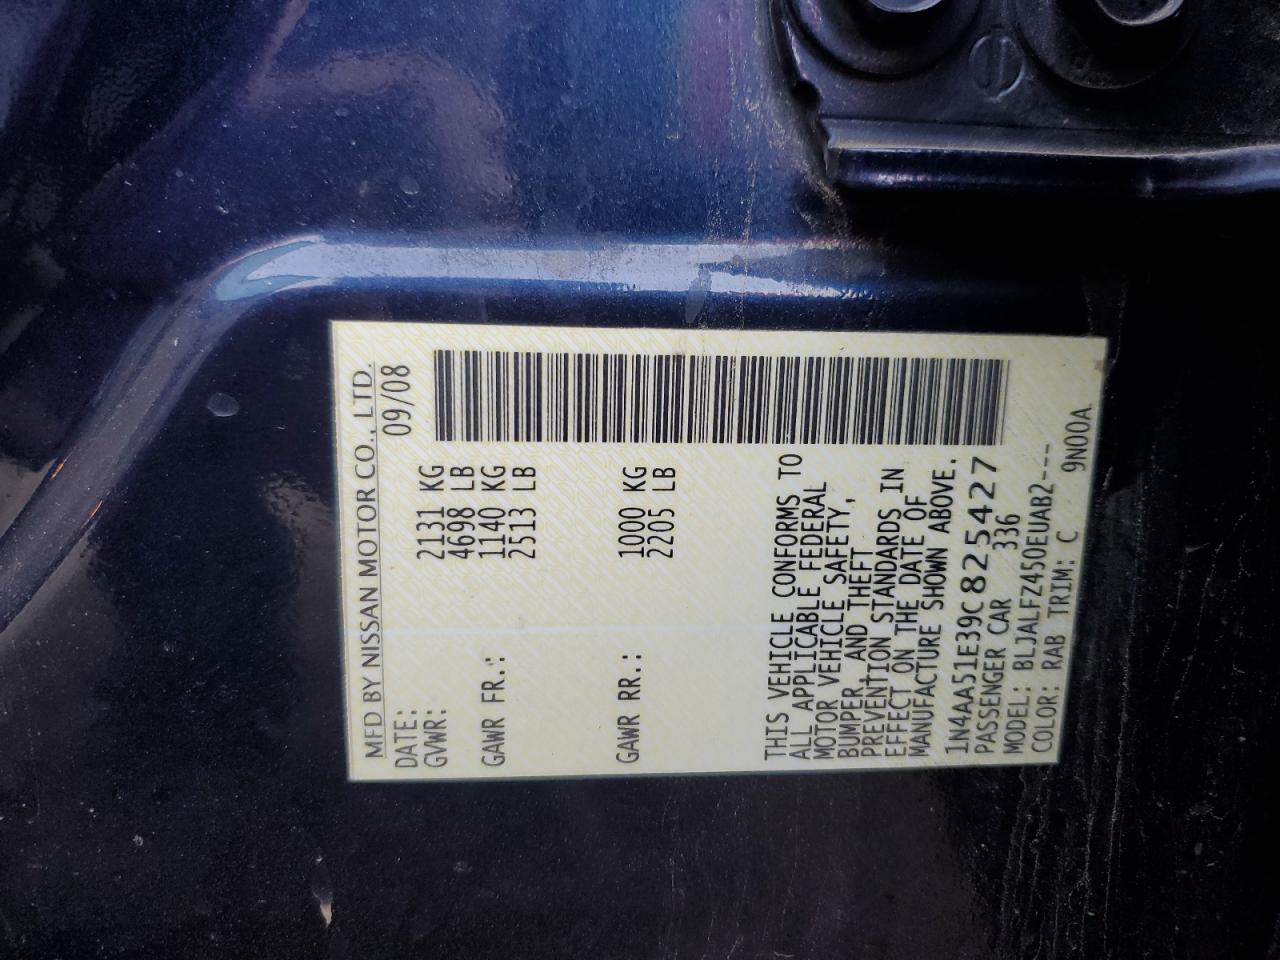 MFD BY NISSAN MOTOR CO., LTD.
DATE: 09/08
GVWR: 2131 KG
4698 LB
GAWR FR.: 1140 KG
2513 LB
GAWR RR.: 1000 KG
2205 LB
THIS VEHICLE CONFORMS TO
ALL APPLICABLE FEDERAL
MOTOR VEHICLE SAFETY,
BUMPER, AND THEFT
PREVENTION STANDARDS IN
EFFECT ON THE DATE OF
MANUFACTURE SHOWN ABOVE.
1N4AA51E39C825427
PASSENGER CAR 336
MODEL: BLJALFZ450EUAB2---
COLOR: RAB TRIM: C 9N00A